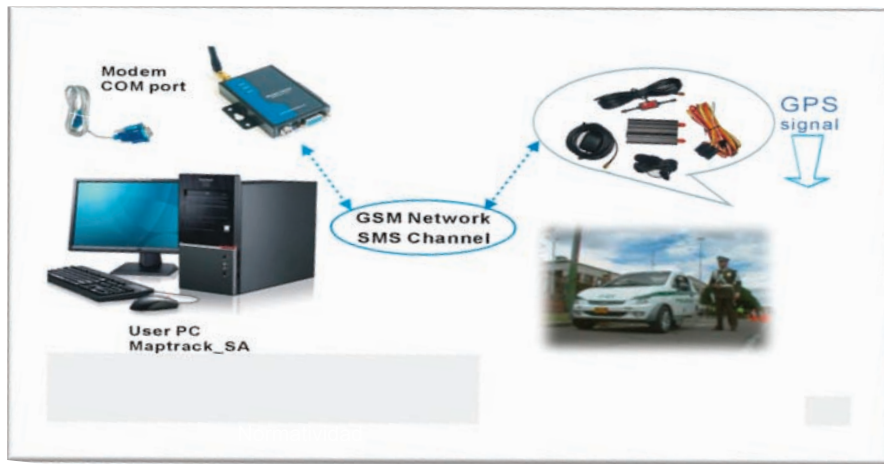 Modem
COM port
GPS
signal
GSM Network
SMS Channel
User PC
Maptrack_SA